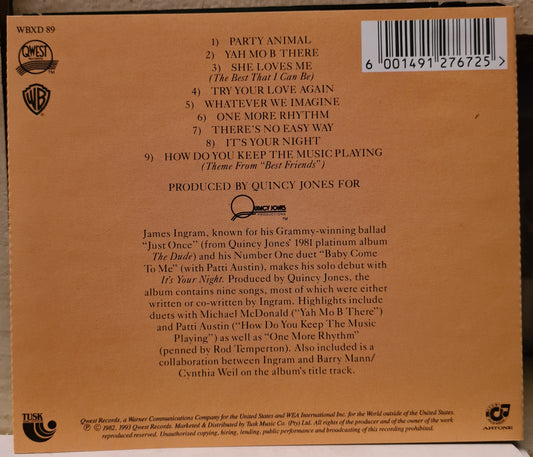 WBXD 89
QWEST
TM
WB
1) PARTY ANIMAL
2) YAH MO B THERE
3) SHE LOVES ME
(The Best That I Can Be)
4) TRY YOUR LOVE AGAIN
5) WHATEVER WE IMAGINE
6) ONE MORE RHYTHM
7) THERE'S NO EASY WAY
8) IT'S YOUR NIGHT
9) HOW DO YOU KEEP THE MUSIC PLAYING
(Theme From "Best Friends")
6 001491 276725 >
PRODUCED BY QUINCY JONES FOR
QUINCY JONES
PRODUCTIONS
TM
James Ingram, known for his Grammy-winning ballad
"Just Once" (from Quincy Jones' 1981 platinum album
The Dude) and his Number One duet "Baby Come
To Me" (with Patti Austin), makes his solo debut with
It's Your Night. Produced by Quincy Jones, the
album contains nine songs, most of which were either
written or co-written by Ingram. Highlights include
duets with Michael McDonald ("Yah Mo B There")
and Patti Austin ("How Do You Keep The Music
Playing") as well as "One More Rhythm"
(penned by Rod Temperton). Also included is a
collaboration between Ingram and Barry Mann/
Cynthia Weil on the album's title track.
TUSK
Qwest Records, a Warner Communications Company for the United States and WEA International Inc. for the World outside of the United States.
℗ © 1982, 1993 Qwest Records. Marketed & Distributed by Tusk Music Co. (Pty) Ltd. All rights of the producer and of the owner of the work
reproduced reserved. Unauthorised copying, hiring, lending, public performance and broadcasting of this recording prohibited.
ARTONE